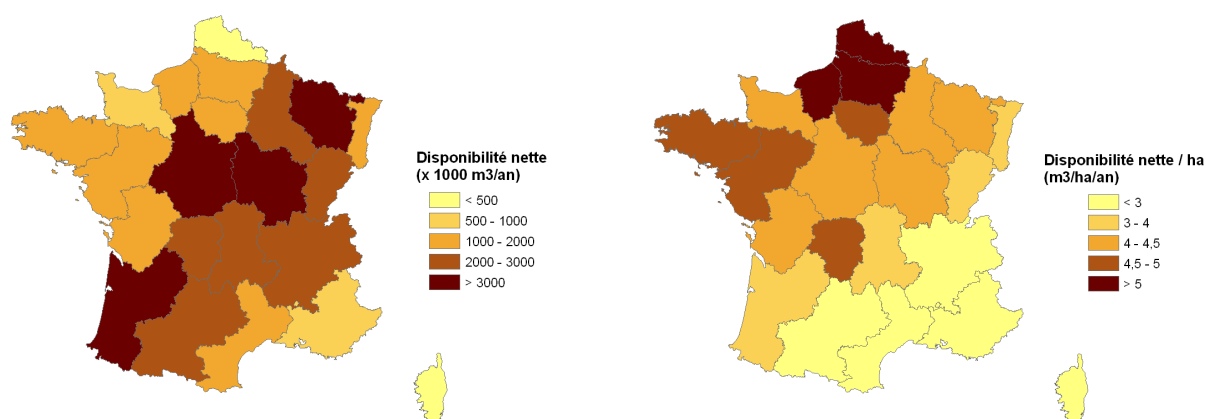 Disponibilité nette
(x 1000 m3/an)
< 500
500 - 1000
1000 - 2000
2000 - 3000
> 3000
Disponibilité nette / ha
(m3/ha/an)
< 3
3 - 4
4 - 4,5
4,5 - 5
> 5